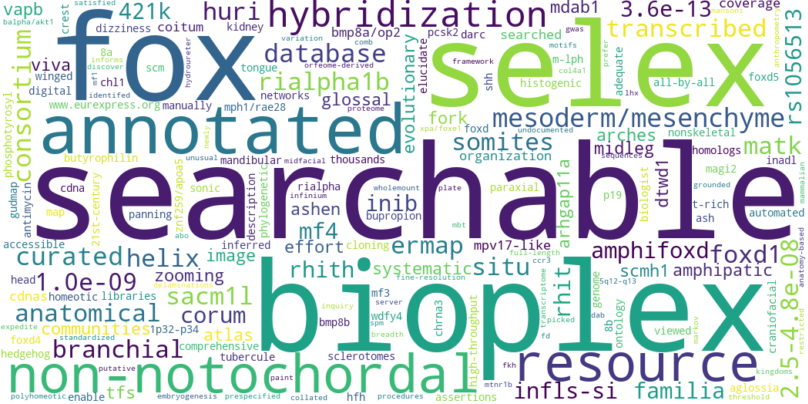 vapb
balpha/akt1
crest
satisfied
421k
dizziness
coitum
huri
kidney
hybridization
bmp8a/op2
variation
comb
pcsk2
darc
mdab1
searched
motifs
3.6e-13
gwas
coverage
transcribed
prefer
anthropometry
rs1056513
consortium
viva
winged
digital
8a
informs
discover
chl1
scm
hydroureter
tongue
networks
orfeome-derived
database
rialpha1b
evolutionary
elucidate
framework
m-lph
col4a1
adequate
all-by-all
foxd5
lhx
fox
selex
shh
histogenic
www.eurexpress.org
manually
mph1/rae28
identifed
proteome
glossal
phosphotyrosyl
annotated
fork
foxd
xpa/foxe1
undocumented
mesoderm/mesenchyme
somites
arches
nonskeletal
matk
butyrophilin
newly
unusual
mandibular
midfacial
thousands
organization
midleg
sequences
homologs
magi2
inadl
gudmap
cdna
antimycin
map
21st-century
sonic
panning
znf259/apoa5
abo
description
phylogenetic
rialpha
infinium
wholemount
plate
ashen
inib
bupropion
paraxial
grounded
p19
arhgap11a
dtwd1
biologist
t-rich
ash
automated
mammalian
searchable
accessible
inferred
mf4
effort
cloning
mbt
ermap
mpv17-like
full-length
amphifoxd
foxd1
curated
helix
image
rhith
systematic
situ
ccr3
fine-resolution
rhit
scmh1
amphipatic
anatomy-based
head
1.0e-09
zooming
delaminations
cdnas
homeotic
libraries
sacm1l
inquiry
mf3
server
chrna3
high-throughput
transcriptome
genome
5q12-q13
ontology
8b
viewed
markov
craniofacial
2.5-4.8e-08
restricted
anatomical
corum
bmp8b
spm
wdfy4
breadth
picked
dab
bioplex
expedite
communities
1p32-p34
atlas
foxd4
standardized
comprehensive
hedgehog
branchial
tubercule
sclerotomes
fkh
fd
resource
kingdoms
putative
paint
non-notochordal
mtnr1b
aglossia
threshold
polyhomeotic
enable
tfs
embryogenesis
prespecified
collated
hfh
procedures
assertions
infls-si
familia